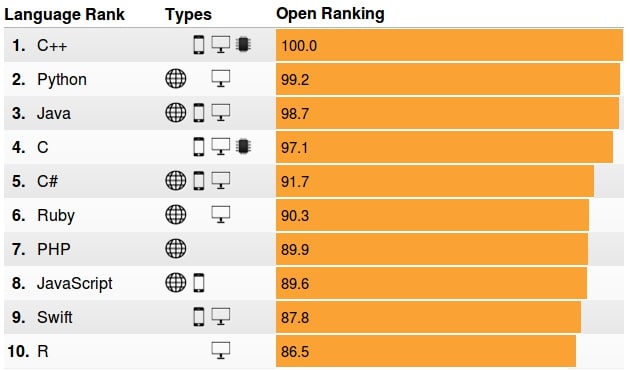 Language Rank Types Open Ranking
1. C++ 100.0
2. Python 99.2
3. Java 98.7
4. C 97.1
5. C# 91.7
6. Ruby 90.3
7. PHP 89.9
8. JavaScript 89.6
9. Swift 87.8
10. R 86.5